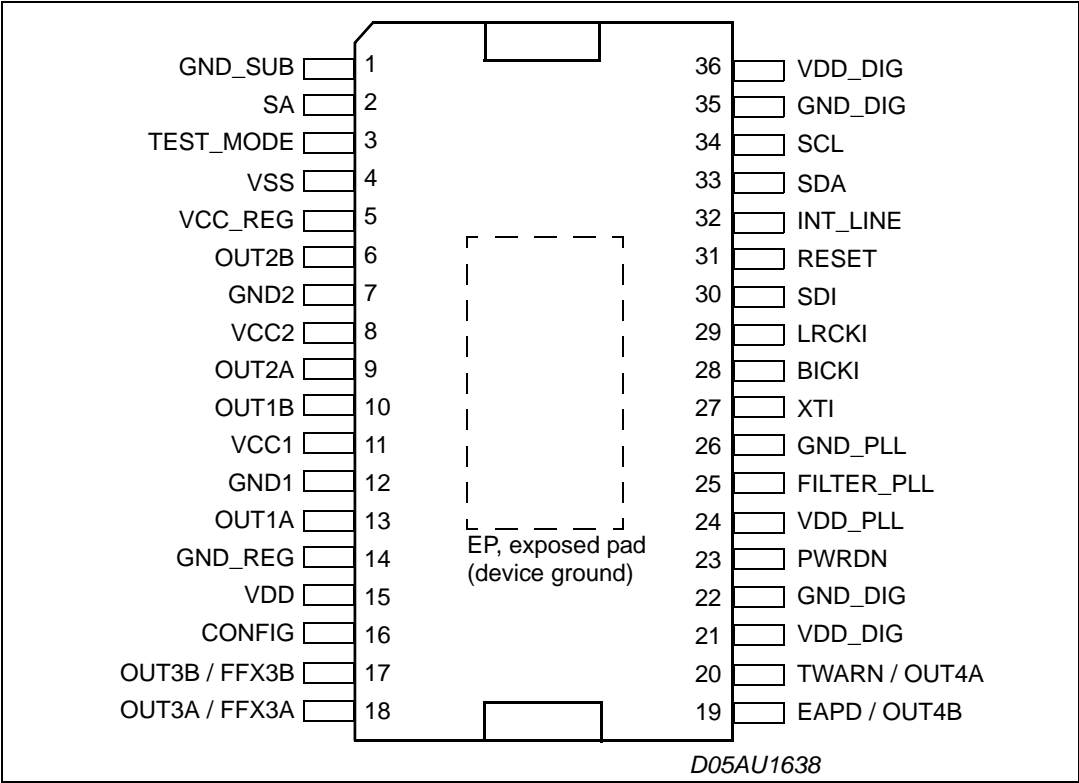 GND_SUB 1 36 VDD_DIG
SA 2 35 GND_DIG
TEST_MODE 3 34 SCL
VSS 4 33 SDA
VCC_REG 5 32 INT_LINE
OUT2B 6 31 RESET
GND2 7 30 SDI
VCC2 8 29 LRCKI
OUT2A 9 28 BICKI
OUT1B 10 27 XTI
VCC1 11 26 GND_PLL
GND1 12 25 FILTER_PLL
OUT1A 13 24 VDD_PLL
EP, exposed pad
GND_REG 14 23 PWRDN
(device ground)
VDD 15 22 GND_DIG
CONFIG 16 21 VDD_DIG
OUT3B / FFX3B 17 20 TWARN / OUT4A
OUT3A / FFX3A 18 19 EAPD / OUT4B
D05AU1638